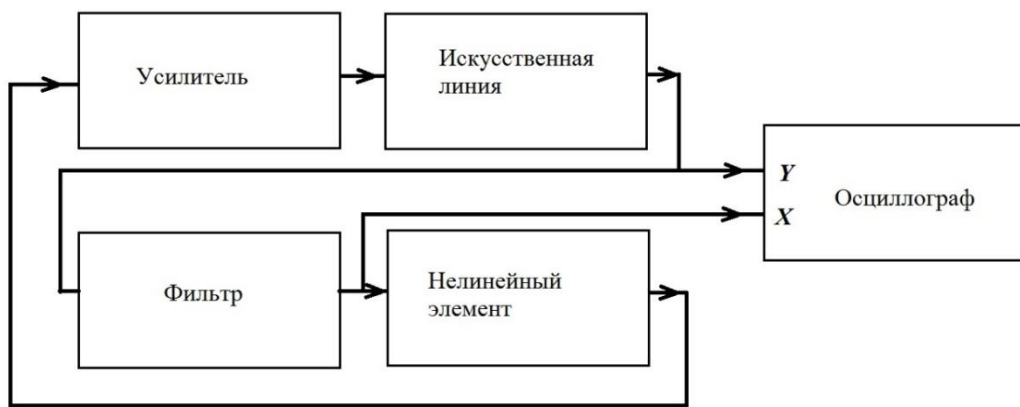 Усилитель
Искусственная
линия
Y
X
Осциллограф
Фильтр
Нелинейный
элемент